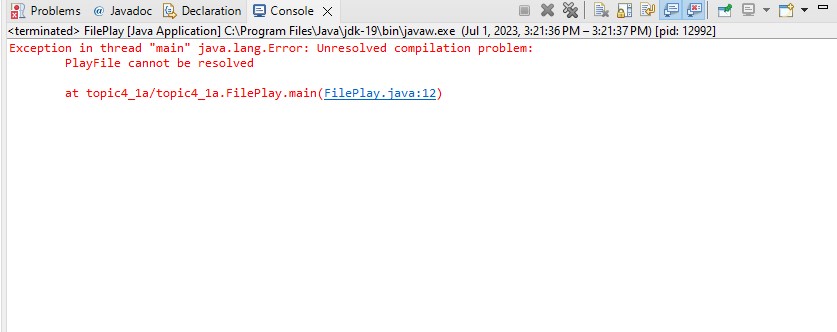 Problems @ Javadoc Declaration Console
<terminated> FilePlay [Java Application] C:\Program Files\Java\jdk-19\bin\javaw.exe (Jul 1, 2023, 3:21:36 PM – 3:21:37 PM) [pid: 12992]
Exception in thread "main" java.lang.Error: Unresolved compilation problem:
PlayFile cannot be resolved
at topic4_1a/topic4_1a.FilePlay.main(FilePlay.java:12)